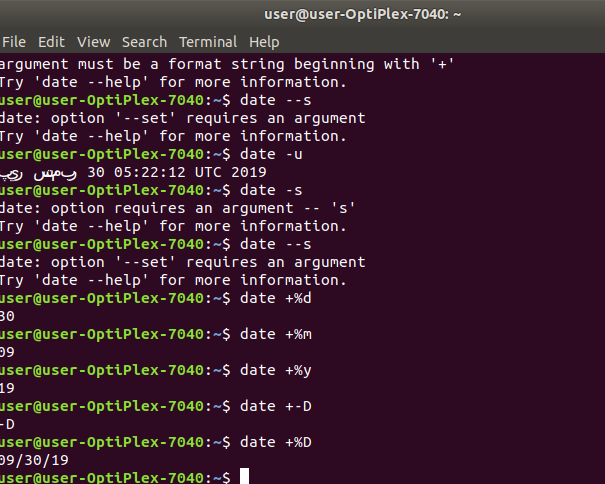 user@user-OptiPlex-7040: ~
File Edit View Search Terminal Help
argument must be a format string beginning with '+'
Try 'date --help' for more information.
user@user-OptiPlex-7040:~$ date --s
date: option '--set' requires an argument
Try 'date --help' for more information.
user@user-OptiPlex-7040:~$ date -u
پير ستمبر 30 05:22:12 UTC 2019
user@user-OptiPlex-7040:~$ date -s
date: option requires an argument -- 's'
Try 'date --help' for more information.
user@user-OptiPlex-7040:~$ date --s
date: option '--set' requires an argument
Try 'date --help' for more information.
user@user-OptiPlex-7040:~$ date +%d
30
user@user-OptiPlex-7040:~$ date +%m
09
user@user-OptiPlex-7040:~$ date +%y
19
user@user-OptiPlex-7040:~$ date +-D
-D
user@user-OptiPlex-7040:~$ date +%D
09/30/19
user@user-OptiPlex-7040:~$